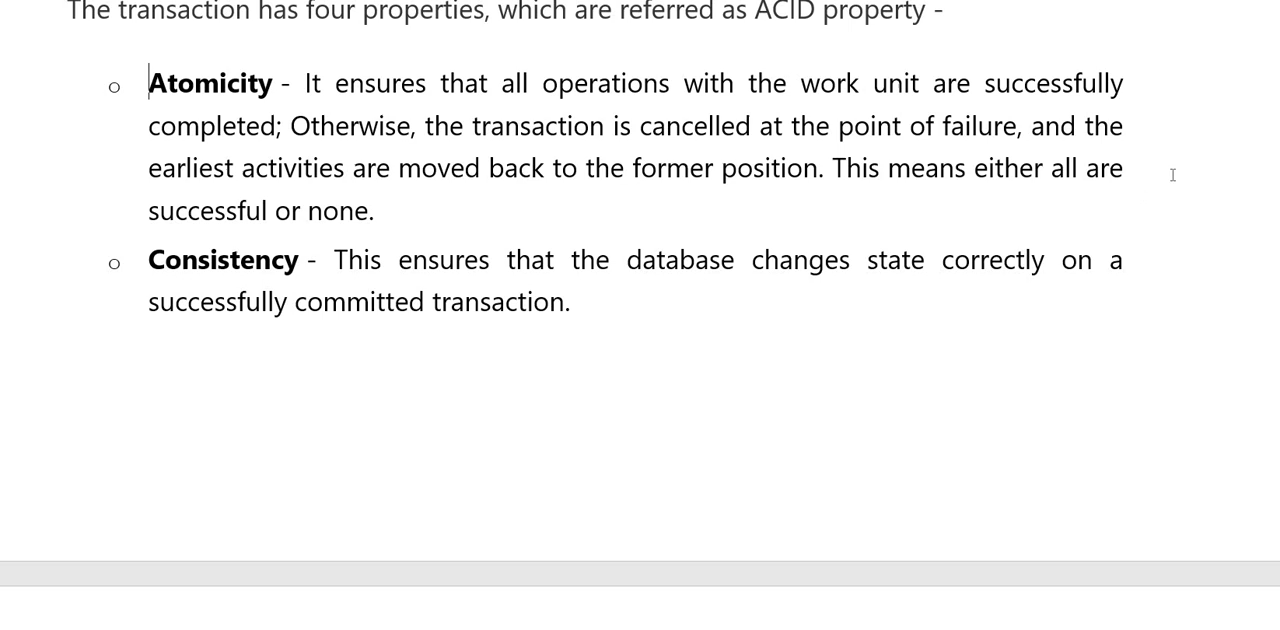 The transaction has four properties, which are referred as ACID property -
o Atomicity - It ensures that all operations with the work unit are successfully
completed; Otherwise, the transaction is cancelled at the point of failure, and the
earliest activities are moved back to the former position. This means either all are
successful or none.
o Consistency - This ensures that the database changes state correctly on a
successfully committed transaction.